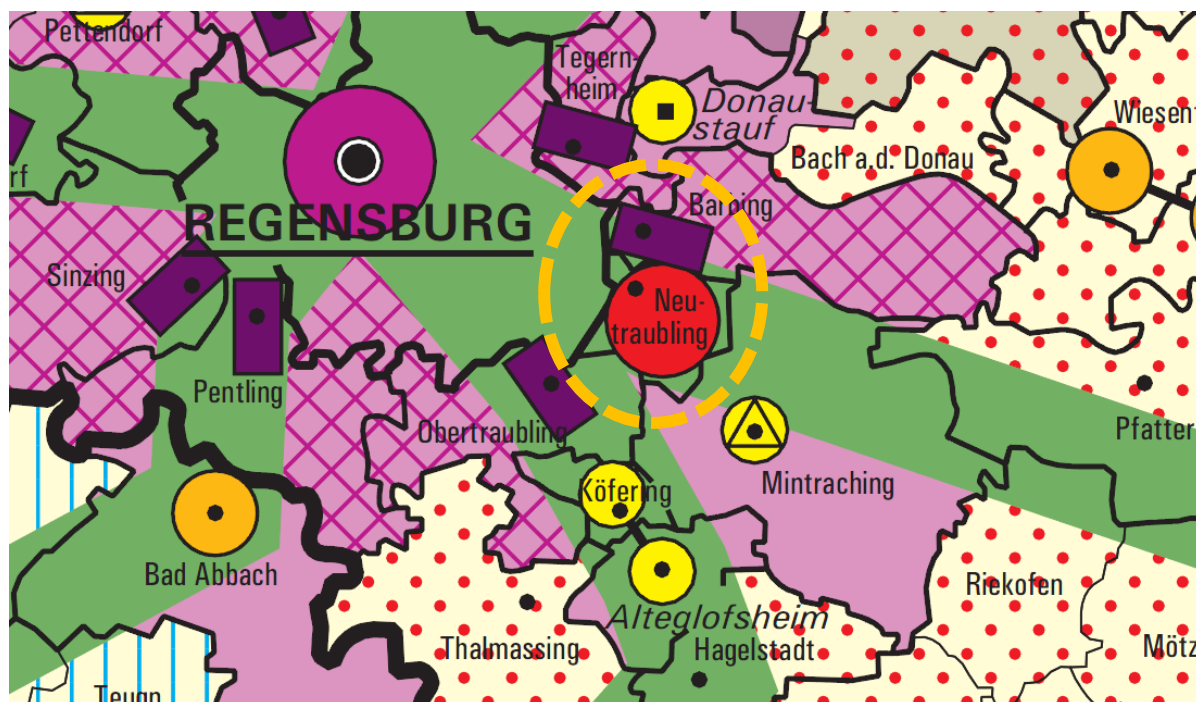 Pettendorf
Tegern-
heim
Donau-
stauf
Wiesent
Bach a.d. Donau
rf
Barbing
REGENSBURG
Sinzing
Neu-
traubling
Pentling
Obertraubling
Pfatter
Mintraching
Köfering
Bad Abbach
Riekofen
Alteglofsheim
Thalmassing
Hagelstadt
Mötz
Teugn